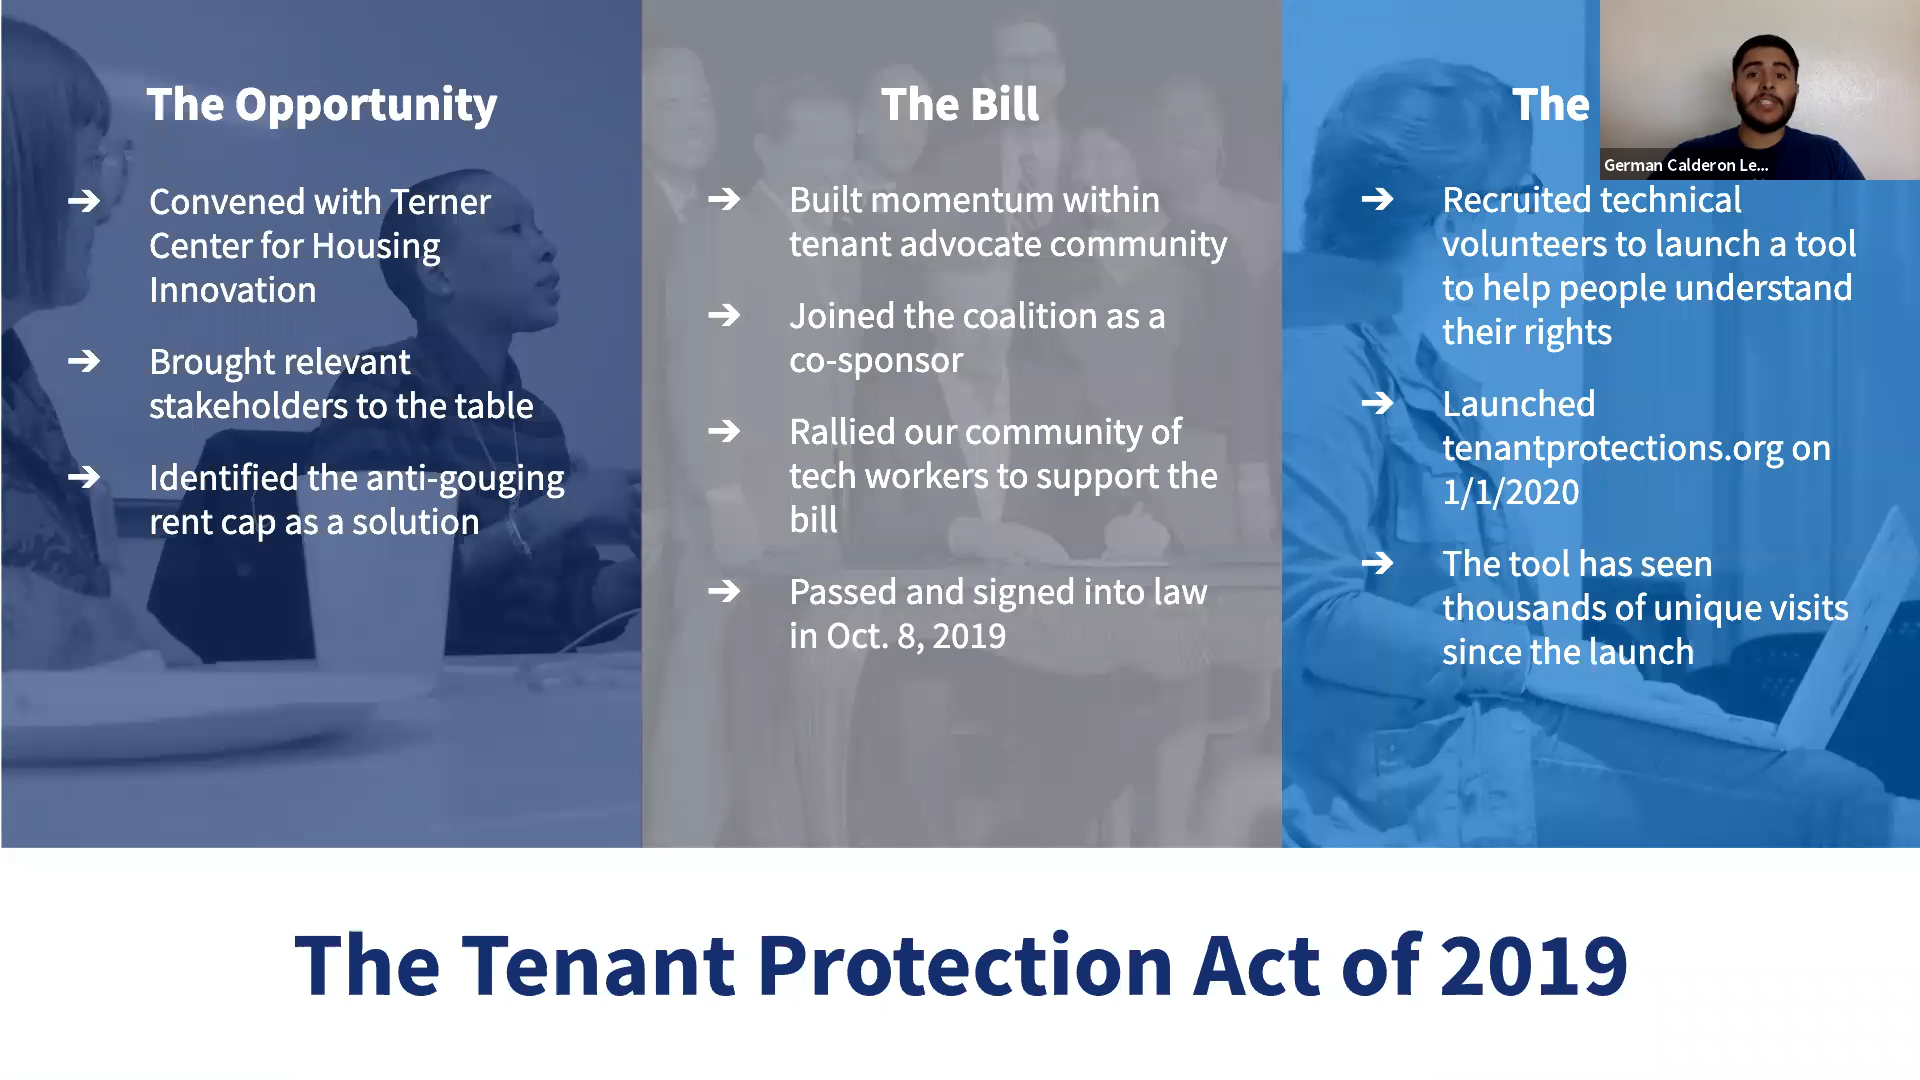 The Opportunity
➔ Convened with Terner
Center for Housing
Innovation
➔ Brought relevant
stakeholders to the table
➔ Identified the anti-gouging
rent cap as a solution
The Bill
➔ Built momentum within
tenant advocate community
➔ Joined the coalition as a
co-sponsor
➔ Rallied our community of
tech workers to support the
bill
➔ Passed and signed into law
in Oct. 8, 2019
The
➔ Recruited technical
volunteers to launch a tool
to help people understand
their rights
➔ Launched
tenantprotections.org on
1/1/2020
➔ The tool has seen
thousands of unique visits
since the launch
German Calderon Le...
The Tenant Protection Act of 2019